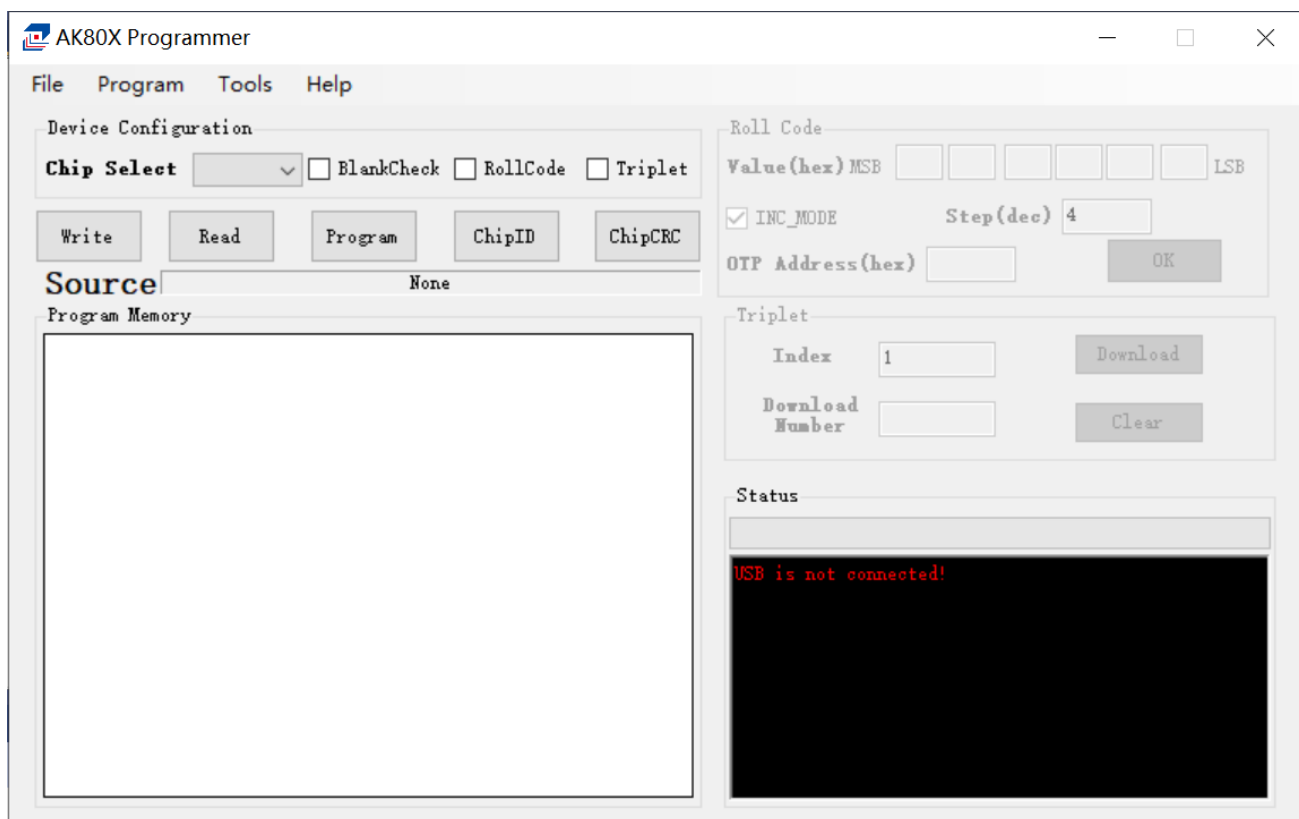 AK80X Programmer
File Program Tools Help
Device Configuration
Chip Select BlankCheck RollCode Triplet
Write Read Program ChipID ChipCRC
Source None
Program Memory
Roll Code
Value(hex) MSB LSB
INC_MODE Step(dec) 4
OTP Address(hex) OK
Triplet
Index 1 Download
Download
Number Clear
Status
USB is not connected!